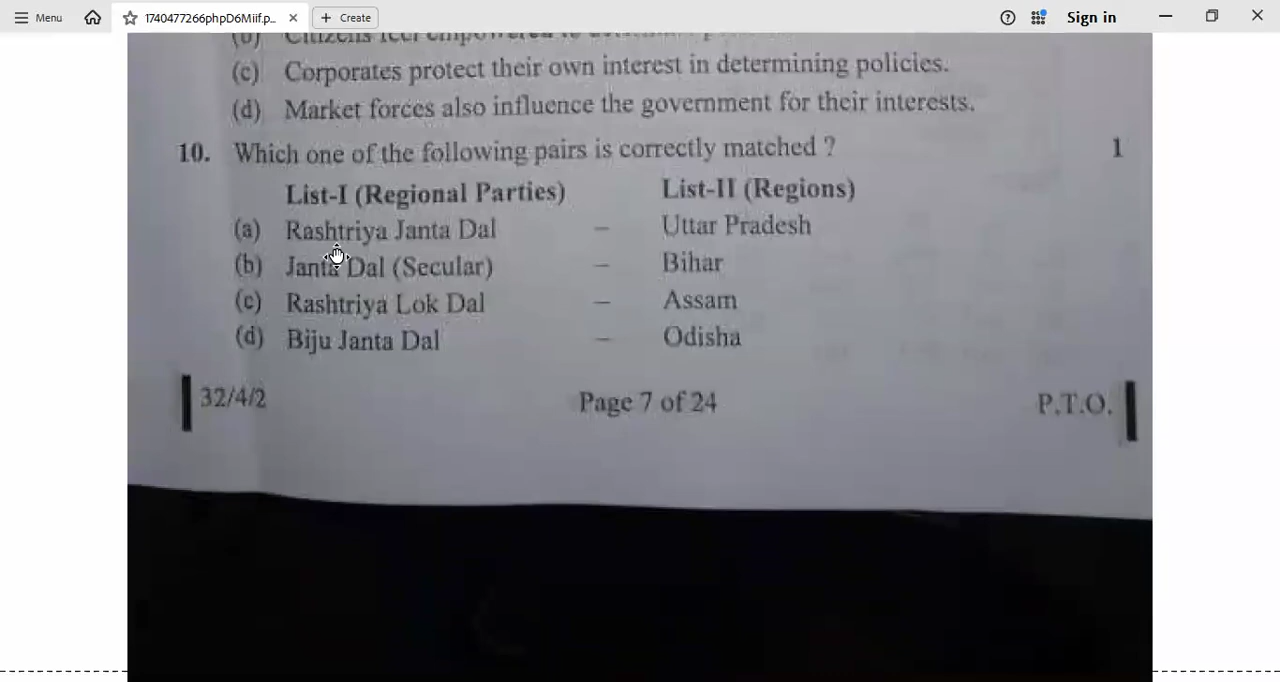 Menu
1740477266phpD6Miif.p...
Create
Sign in
(c) Corporates protect their own interest in determining policies.
(d) Market forces also influence the government for their interests.
10. Which one of the following pairs is correctly matched ? 1
List-I (Regional Parties) List-II (Regions)
(a) Rashtriya Janta Dal – Uttar Pradesh
(b) Janta Dal (Secular) – Bihar
(c) Rashtriya Lok Dal – Assam
(d) Biju Janta Dal – Odisha
32/4/2 Page 7 of 24 P.T.O.